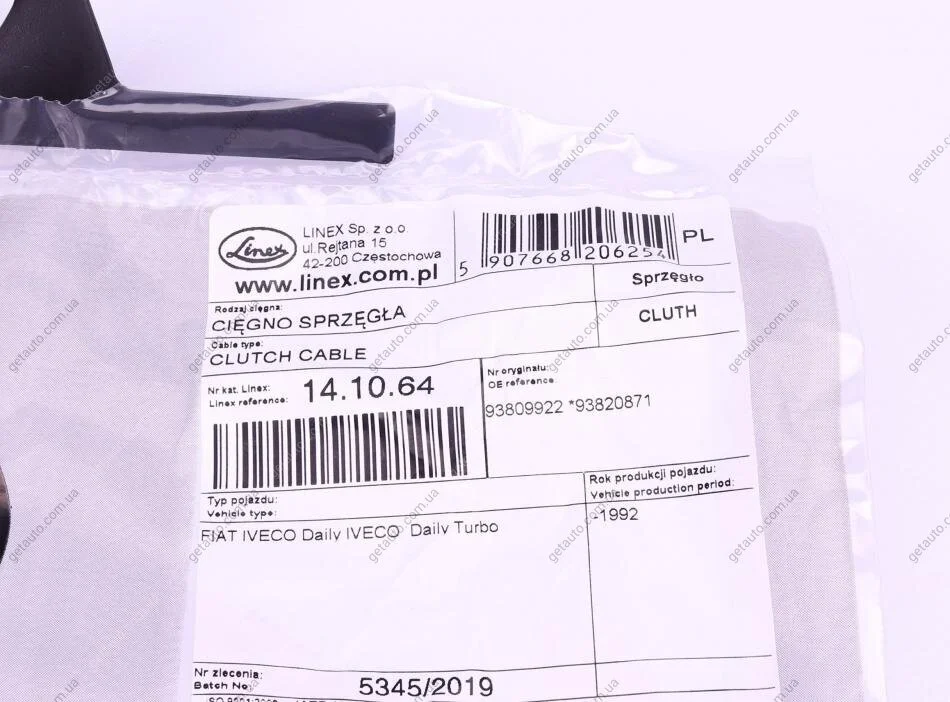 Linex
LINEX Sp. z o.o.
ul.Rejtana 15
42-200 Częstochowa
www.linex.com.pl
5 907668 206254
PL
Rodzaj cięgna:
CIĘGNO SPRZĘGŁA
Sprzęgło
Cable type:
CLUTCH CABLE
CLUTH
Nr kat. Linex:
Linex reference:
14.10.64
Nr oryginału:
OE reference:
93809922 *93820871
Typ pojazdu:
Vehicle type:
FIAT IVECO Daily IVECO Daily Turbo
Rok produkcji pojazdu:
Vehicle production period:
-1992
Nr zlecenia:
Batch No:
5345/2019
getauto.com.ua